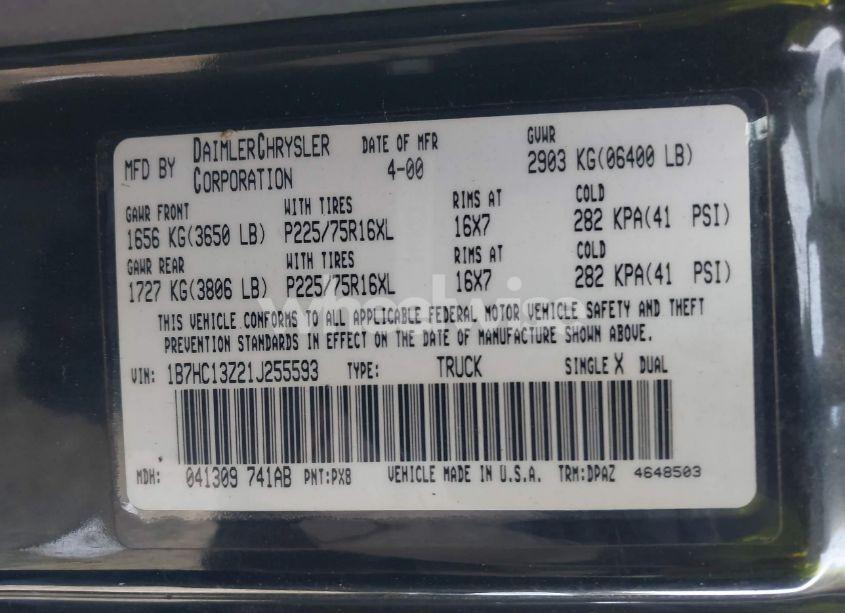 MFD BY DAIMLERCHRYSLER CORPORATION DATE OF MFR 4-00 GVWR 2903 KG(06400 LB)
GAWR FRONT WITH TIRES RIMS AT COLD
1656 KG(3650 LB) P225/75R16XL 16X7 282 KPA(41 PSI)
GAWR REAR WITH TIRES RIMS AT COLD
1727 KG(3806 LB) P225/75R16XL 16X7 282 KPA(41 PSI)
THIS VEHICLE CONFORMS TO ALL APPLICABLE FEDERAL MOTOR VEHICLE SAFETY AND THEFT
PREVENTION STANDARDS IN EFFECT ON THE DATE OF MANUFACTURE SHOWN ABOVE.
VIN: 1B7HC13Z21J255593 TYPE: TRUCK SINGLE X DUAL
MDH: 041309 741AB PNT:PX8 VEHICLE MADE IN U.S.A. TRM:DPAZ 4648503